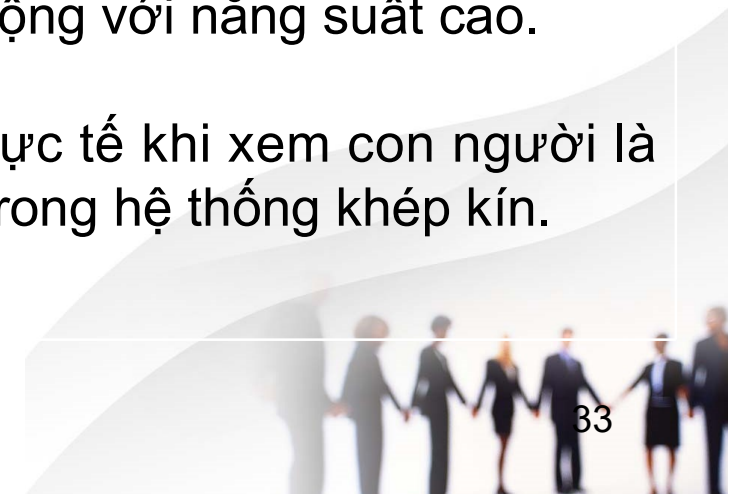 ộng với năng suất cao.
ực tế khi xem con người là
rong hệ thống khép kín.
33